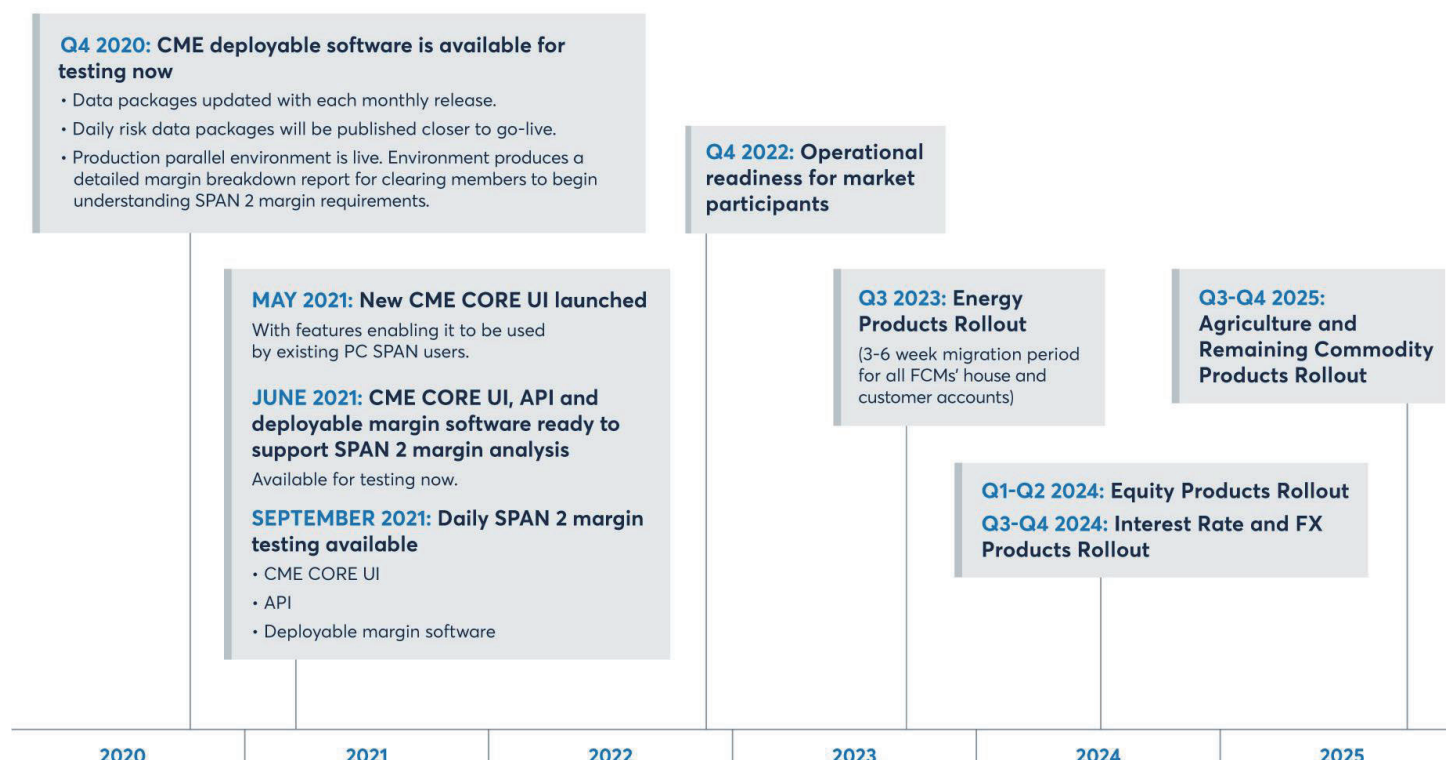 Q4 2020: CME deployable software is available for
testing now
• Data packages updated with each monthly release.
• Daily risk data packages will be published closer to go-live.
• Production parallel environment is live. Environment produces a
detailed margin breakdown report for clearing members to begin
understanding SPAN 2 margin requirements.
MAY 2021: New CME CORE UI launched
With features enabling it to be used
by existing PC SPAN users.
JUNE 2021: CME CORE UI, API and
deployable margin software ready to
support SPAN 2 margin analysis
Available for testing now.
SEPTEMBER 2021: Daily SPAN 2 margin
testing available
• CME CORE UI
• API
• Deployable margin software
Q4 2022: Operational
readiness for market
participants
Q3 2023: Energy
Products Rollout
(3-6 week migration period
for all FCMs' house and
customer accounts)
Q1-Q2 2024: Equity Products Rollout
Q3-Q4 2024: Interest Rate and FX
Products Rollout
Q3-Q4 2025:
Agriculture and
Remaining Commodity
Products Rollout
2020 2021 2022 2023 2024 2025